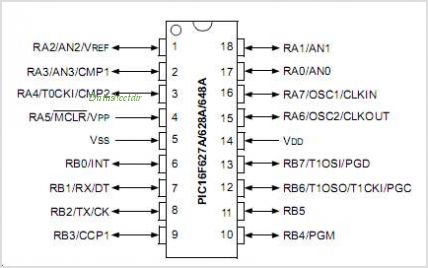 RA2/AN2/VREF 1 18 RA1/AN1
RA3/AN3/CMP1 2 17 RA0/AN0
RA4/T0CKI/CMP2 3 16 RA7/OSC1/CLKIN
RA5/MCLR/VPP 4 15 RA6/OSC2/CLKOUT
VSS 5 14 VDD
RB0/INT 6 13 RB7/T1OSI/PGD
RB1/RX/DT 7 12 RB6/T1OSO/T1CKI/PGC
RB2/TX/CK 8 11 RB5
RB3/CCP1 9 10 RB4/PGM
PIC16F627A/628A/648A